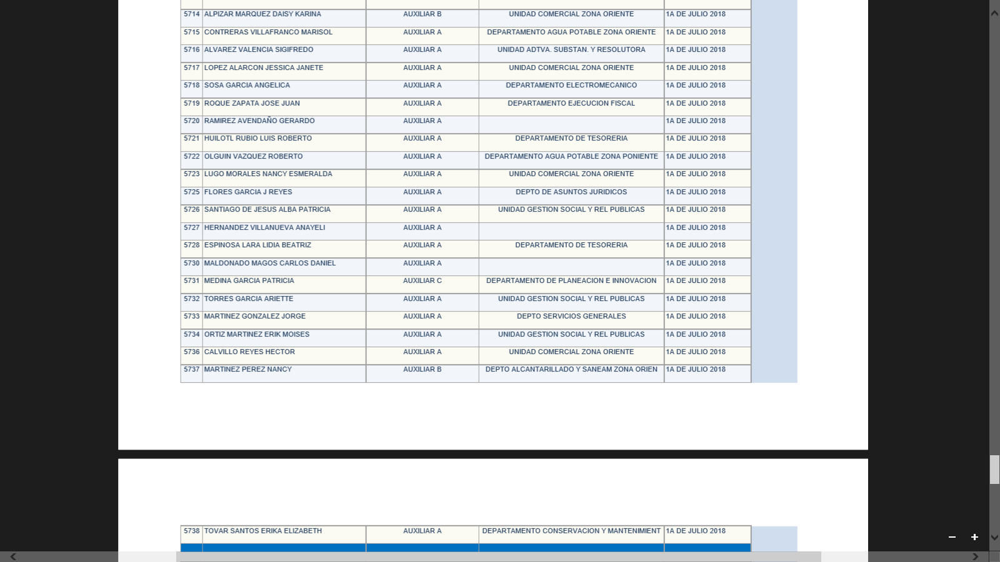 5714 ALPIZAR MARQUEZ DAISY KARINA AUXILIAR B UNIDAD COMERCIAL ZONA ORIENTE 1A DE JULIO 2018
5715 CONTRERAS VILLAFRANCO MARISOL AUXILIAR A DEPARTAMENTO AGUA POTABLE ZONA ORIENTE 1A DE JULIO 2018
5716 ALVAREZ VALENCIA SIGIFREDO AUXILIAR A UNIDAD ADTVA. SUBSTAN. Y RESOLUTORA 1A DE JULIO 2018
5717 LOPEZ ALARCON JESSICA JANETE AUXILIAR A UNIDAD COMERCIAL ZONA ORIENTE 1A DE JULIO 2018
5718 SOSA GARCIA ANGELICA AUXILIAR A DEPARTAMENTO ELECTROMECANICO 1A DE JULIO 2018
5719 ROQUE ZAPATA JOSE JUAN AUXILIAR A DEPARTAMENTO EJECUCION FISCAL 1A DE JULIO 2018
5720 RAMIREZ AVENDAÑO GERARDO AUXILIAR A 1A DE JULIO 2018
5721 HUILOTL RUBIO LUIS ROBERTO AUXILIAR A DEPARTAMENTO DE TESORERIA 1A DE JULIO 2018
5722 OLGUIN VAZQUEZ ROBERTO AUXILIAR A DEPARTAMENTO AGUA POTABLE ZONA PONIENTE 1A DE JULIO 2018
5723 LUGO MORALES NANCY ESMERALDA AUXILIAR A UNIDAD COMERCIAL ZONA ORIENTE 1A DE JULIO 2018
5725 FLORES GARCIA J REYES AUXILIAR A DEPTO DE ASUNTOS JURIDICOS 1A DE JULIO 2018
5726 SANTIAGO DE JESUS ALBA PATRICIA AUXILIAR A UNIDAD GESTION SOCIAL Y REL PUBLICAS 1A DE JULIO 2018
5727 HERNANDEZ VILLANUEVA ANAYELI AUXILIAR A 1A DE JULIO 2018
5728 ESPINOSA LARA LIDIA BEATRIZ AUXILIAR A DEPARTAMENTO DE TESORERIA 1A DE JULIO 2018
5730 MALDONADO MAGOS CARLOS DANIEL AUXILIAR A 1A DE JULIO 2018
5731 MEDINA GARCIA PATRICIA AUXILIAR C DEPARTAMENTO DE PLANEACION E INNOVACION 1A DE JULIO 2018
5732 TORRES GARCIA ARIETTE AUXILIAR A UNIDAD GESTION SOCIAL Y REL PUBLICAS 1A DE JULIO 2018
5733 MARTINEZ GONZALEZ JORGE AUXILIAR A DEPTO SERVICIOS GENERALES 1A DE JULIO 2018
5734 ORTIZ MARTINEZ ERIK MOISES AUXILIAR A UNIDAD GESTION SOCIAL Y REL PUBLICAS 1A DE JULIO 2018
5736 CALVILLO REYES HECTOR AUXILIAR A UNIDAD COMERCIAL ZONA ORIENTE 1A DE JULIO 2018
5737 MARTINEZ PEREZ NANCY AUXILIAR B DEPTO ALCANTARILLADO Y SANEAM ZONA ORIEN 1A DE JULIO 2018
5738 TOVAR SANTOS ERIKA ELIZABETH AUXILIAR A DEPARTAMENTO CONSERVACION Y MANTENIMIENT 1A DE JULIO 2018